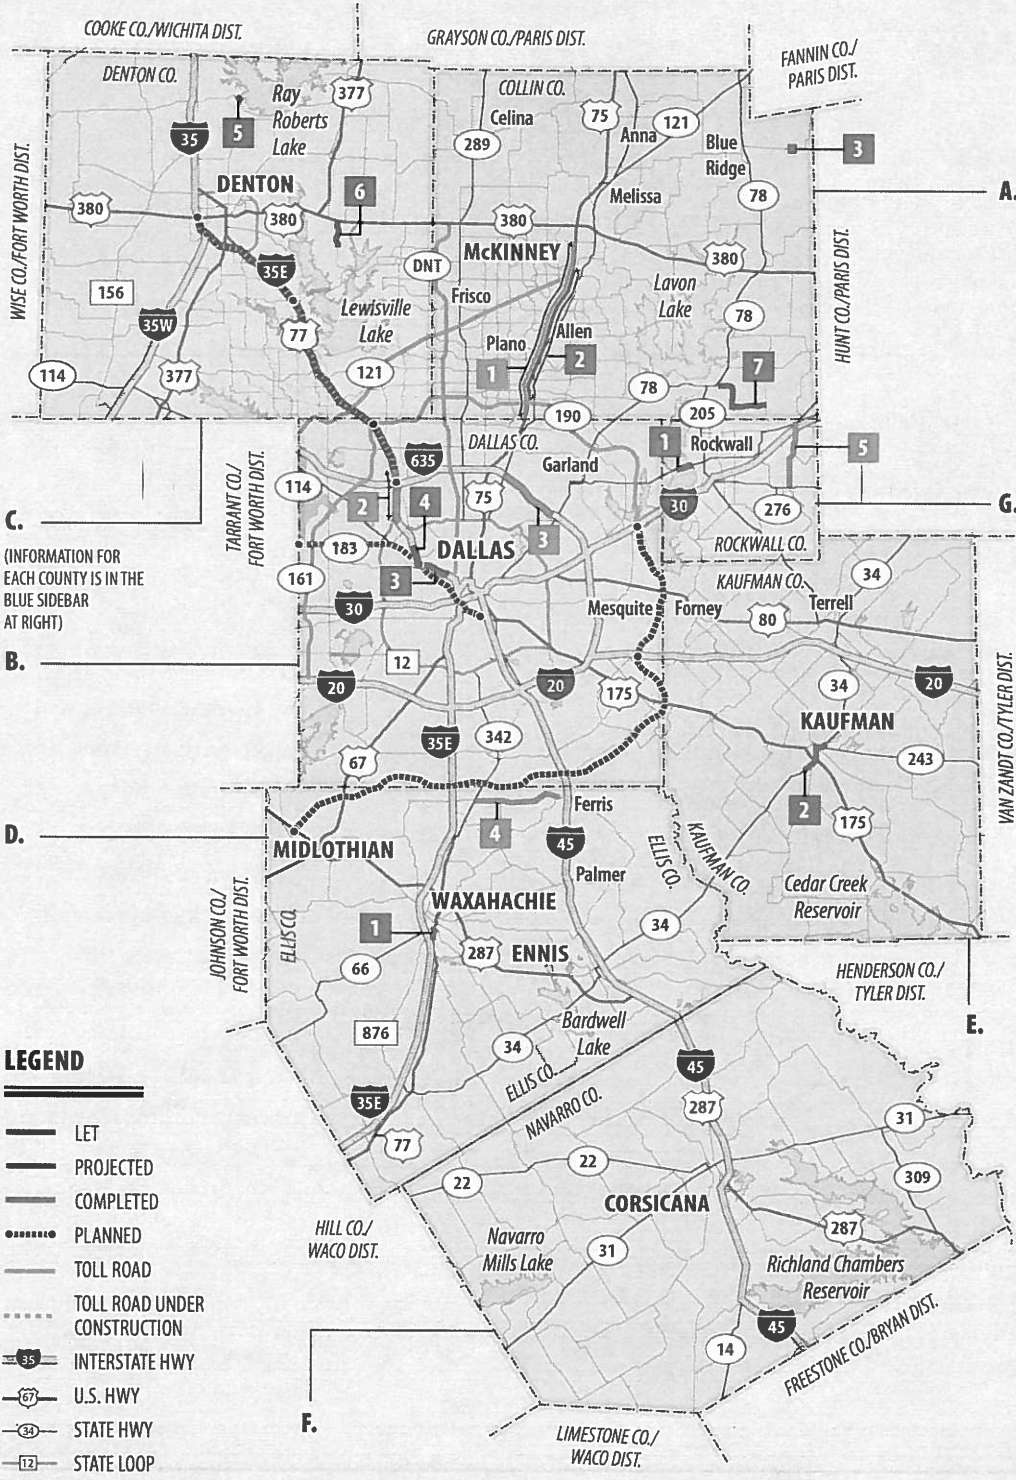 COOKE CO./WICHITA DIST.
GRAYSON CO./PARIS DIST.
FANNIN CO./
PARIS DIST.
DENTON CO.
COLLIN CO.
Ray
Roberts
Lake
377
35
5
289
Celina
75
Anna
121
Blue
Ridge
3
A.
WISE CO./FORT WORTH DIST.
DENTON
6
Melissa
78
380
380
380
McKINNEY
DNT
380
HUNT CO./PARIS DIST.
35E
156
Frisco
Lavon
Lake
Lewisville
Lake
35W
77
78
Plano
Allen
1
2
114
377
121
78
7
190
205
DALLAS CO.
1
Rockwall
5
TARRANT CO./
FORT WORTH DIST.
635
Garland
114
2
4
75
30
276
G.
C.
(INFORMATION FOR
EACH COUNTY IS IN THE
BLUE SIDEBAR
AT RIGHT)
183
DALLAS
3
ROCKWALL CO.
161
3
KAUFMAN CO.
34
30
Mesquite
Forney
80
Terrell
B.
12
20
20
175
34
20
VAN ZANDT CO./TYLER DIST.
35E
342
KAUFMAN
67
243
2
175
D.
Ferris
4
MIDLOTHIAN
45
ELLIS CO.
KAUFMAN CO.
Palmer
Cedar Creek
Reservoir
JOHNSON CO./
FORT WORTH DIST.
ELLIS CO.
WAXAHACHIE
1
34
287
ENNIS
66
HENDERSON CO./
TYLER DIST.
E.
876
Bardwell
Lake
34
45
35E
ELLIS CO.
NAVARRO CO.
287
31
77
22
22
309
CORSICANA
HILL CO./
WACO DIST.
Navarro
Mills Lake
31
287
Richland Chambers
Reservoir
45
14
FREESTONE CO./BRYAN DIST.
F.
LIMESTONE CO./
WACO DIST.
LEGEND
LET
PROJECTED
COMPLETED
PLANNED
TOLL ROAD
TOLL ROAD UNDER
CONSTRUCTION
35 INTERSTATE HWY
67 U.S. HWY
34 STATE HWY
12 STATE LOOP